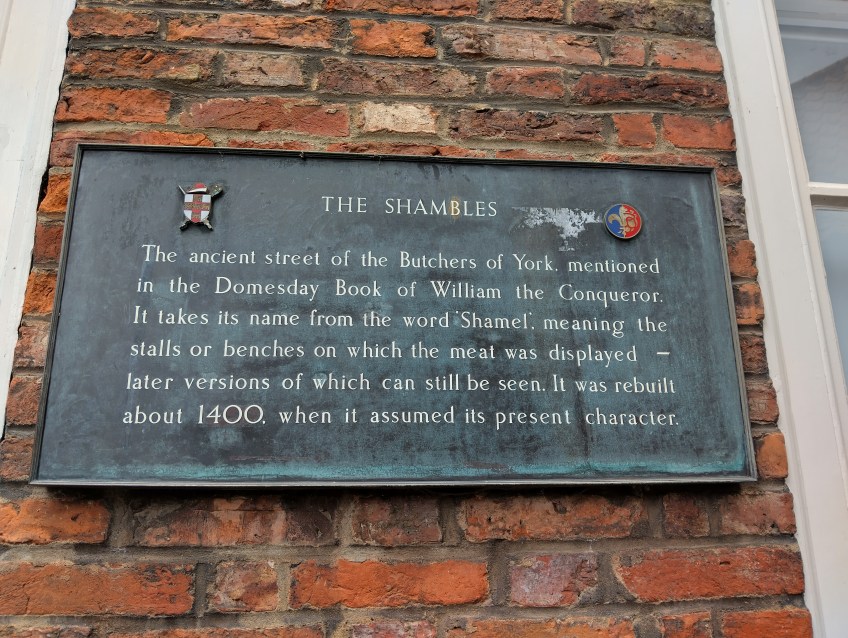 THE SHAMBLES
The ancient street of the Butchers of York, mentioned
in the Domesday Book of William the Conqueror.
It takes its name from the word 'Shamel', meaning the
stalls or benches on which the meat was displayed –
later versions of which can still be seen. It was rebuilt
about 1400, when it assumed its present character.